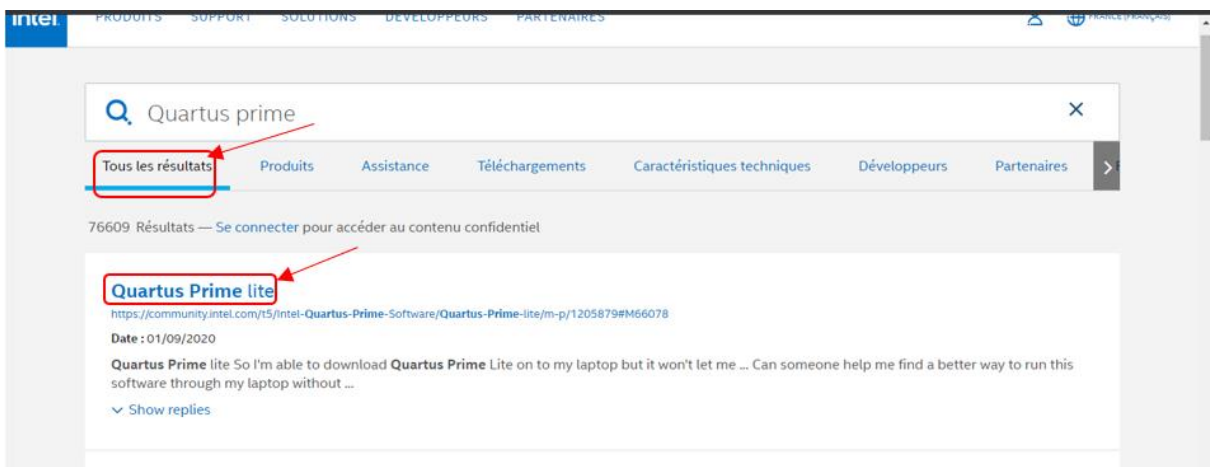 intel. PRODUITS SUPPORT SOLUTIONS DÉVELOPPEURS PARTENAIRES FRANCE (FRANÇAIS)
Quartus prime
Tous les résultats Produits Assistance Téléchargements Caractéristiques techniques Développeurs Partenaires
76609 Résultats — Se connecter pour accéder au contenu confidentiel
Quartus Prime lite
https://community.intel.com/t5/Intel-Quartus-Prime-Software/Quartus-Prime-lite/m-p/1205879#M66078
Date : 01/09/2020
Quartus Prime lite So I'm able to download Quartus Prime Lite on to my laptop but it won't let me ... Can someone help me find a better way to run this
software through my laptop without ...
Show replies